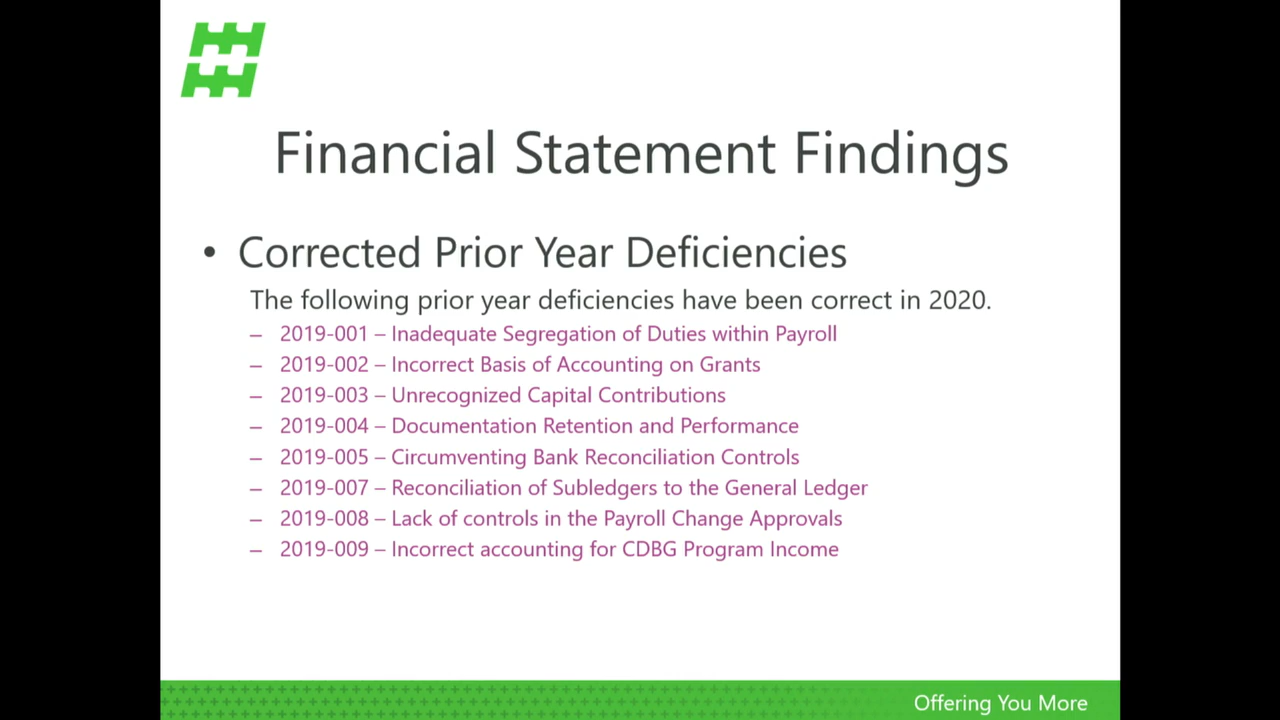 Financial Statement Findings
• Corrected Prior Year Deficiencies
The following prior year deficiencies have been correct in 2020.
– 2019-001 – Inadequate Segregation of Duties within Payroll
– 2019-002 – Incorrect Basis of Accounting on Grants
– 2019-003 – Unrecognized Capital Contributions
– 2019-004 – Documentation Retention and Performance
– 2019-005 – Circumventing Bank Reconciliation Controls
– 2019-007 – Reconciliation of Subledgers to the General Ledger
– 2019-008 – Lack of controls in the Payroll Change Approvals
– 2019-009 – Incorrect accounting for CDBG Program Income
Offering You More